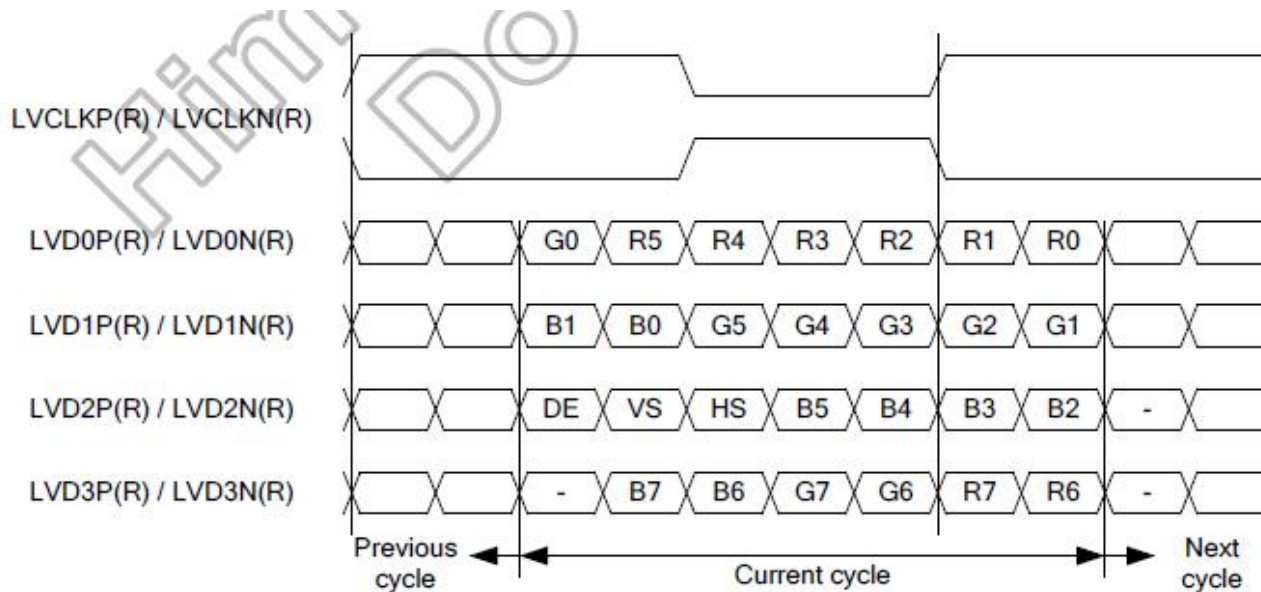 LVCLKP(R) / LVCLKN(R)
LVD0P(R) / LVD0N(R) G0 R5 R4 R3 R2 R1 R0
LVD1P(R) / LVD1N(R) B1 B0 G5 G4 G3 G2 G1
LVD2P(R) / LVD2N(R) DE VS HS B5 B4 B3 B2 -
LVD3P(R) / LVD3N(R) - B7 B6 G7 G6 R7 R6 -
Previous cycle
Current cycle
Next cycle